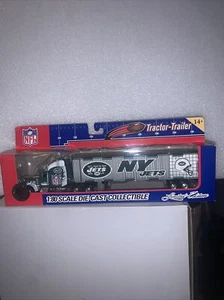 NFL
Tractor-Trailer
14+
JETS
NY
JETS
1:80 SCALE DIE CAST COLLECTIBLE
Limited Edition